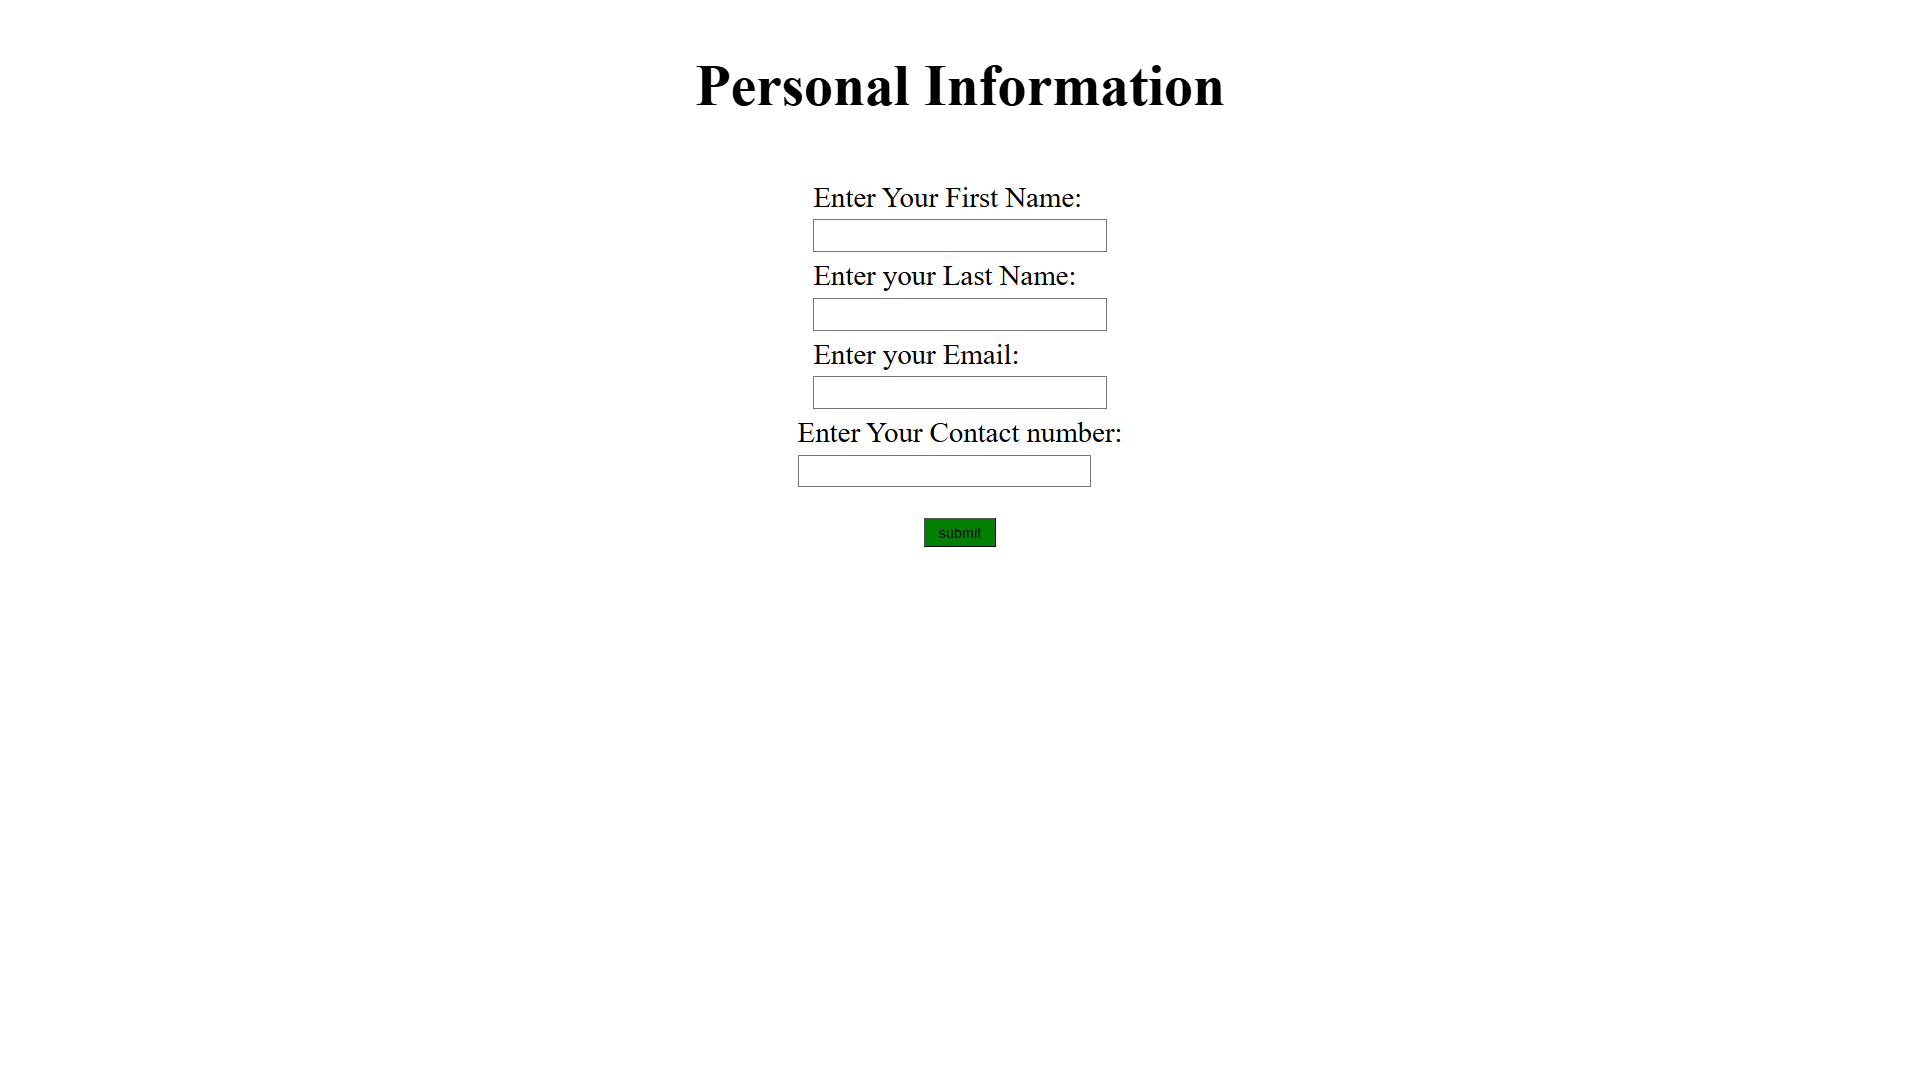 Personal Information
Enter Your First Name:
Enter your Last Name:
Enter your Email:
Enter Your Contact number:
submit